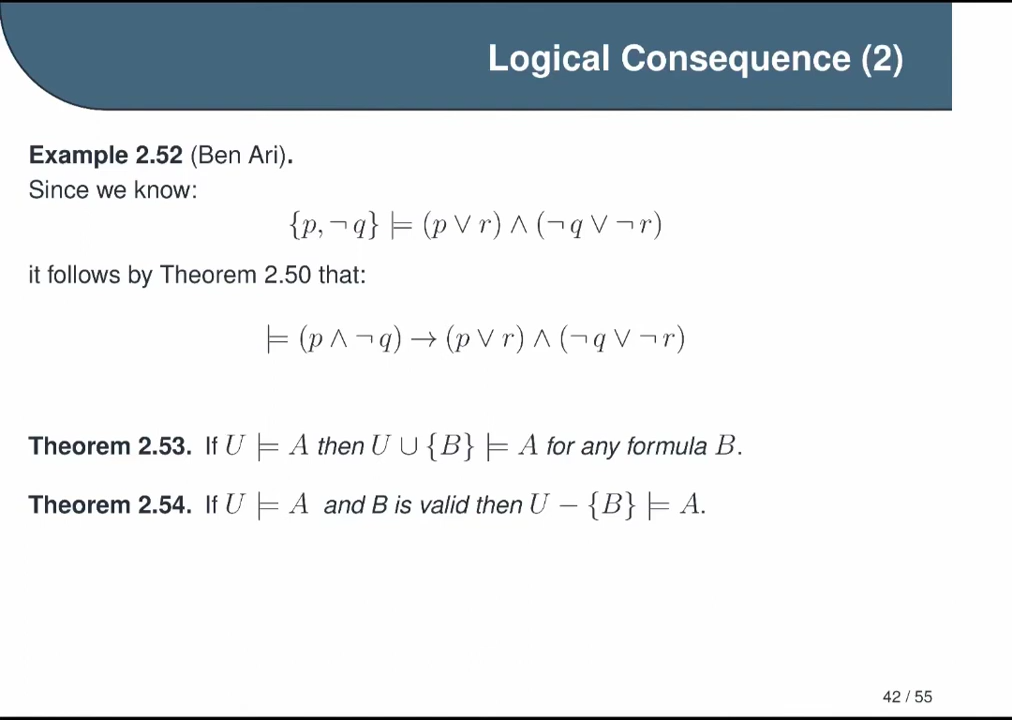 Logical Consequence (2)
Example 2.52 (Ben Ari).
Since we know:
{p, ¬ q} ⊨ (p ∨ r) ∧ (¬ q ∨ ¬ r)
it follows by Theorem 2.50 that:
⊨ (p ∧ ¬ q) → (p ∨ r) ∧ (¬ q ∨ ¬ r)
Theorem 2.53. If U ⊨ A then U ∪ {B} ⊨ A for any formula B.
Theorem 2.54. If U ⊨ A and B is valid then U − {B} ⊨ A.
42 / 55